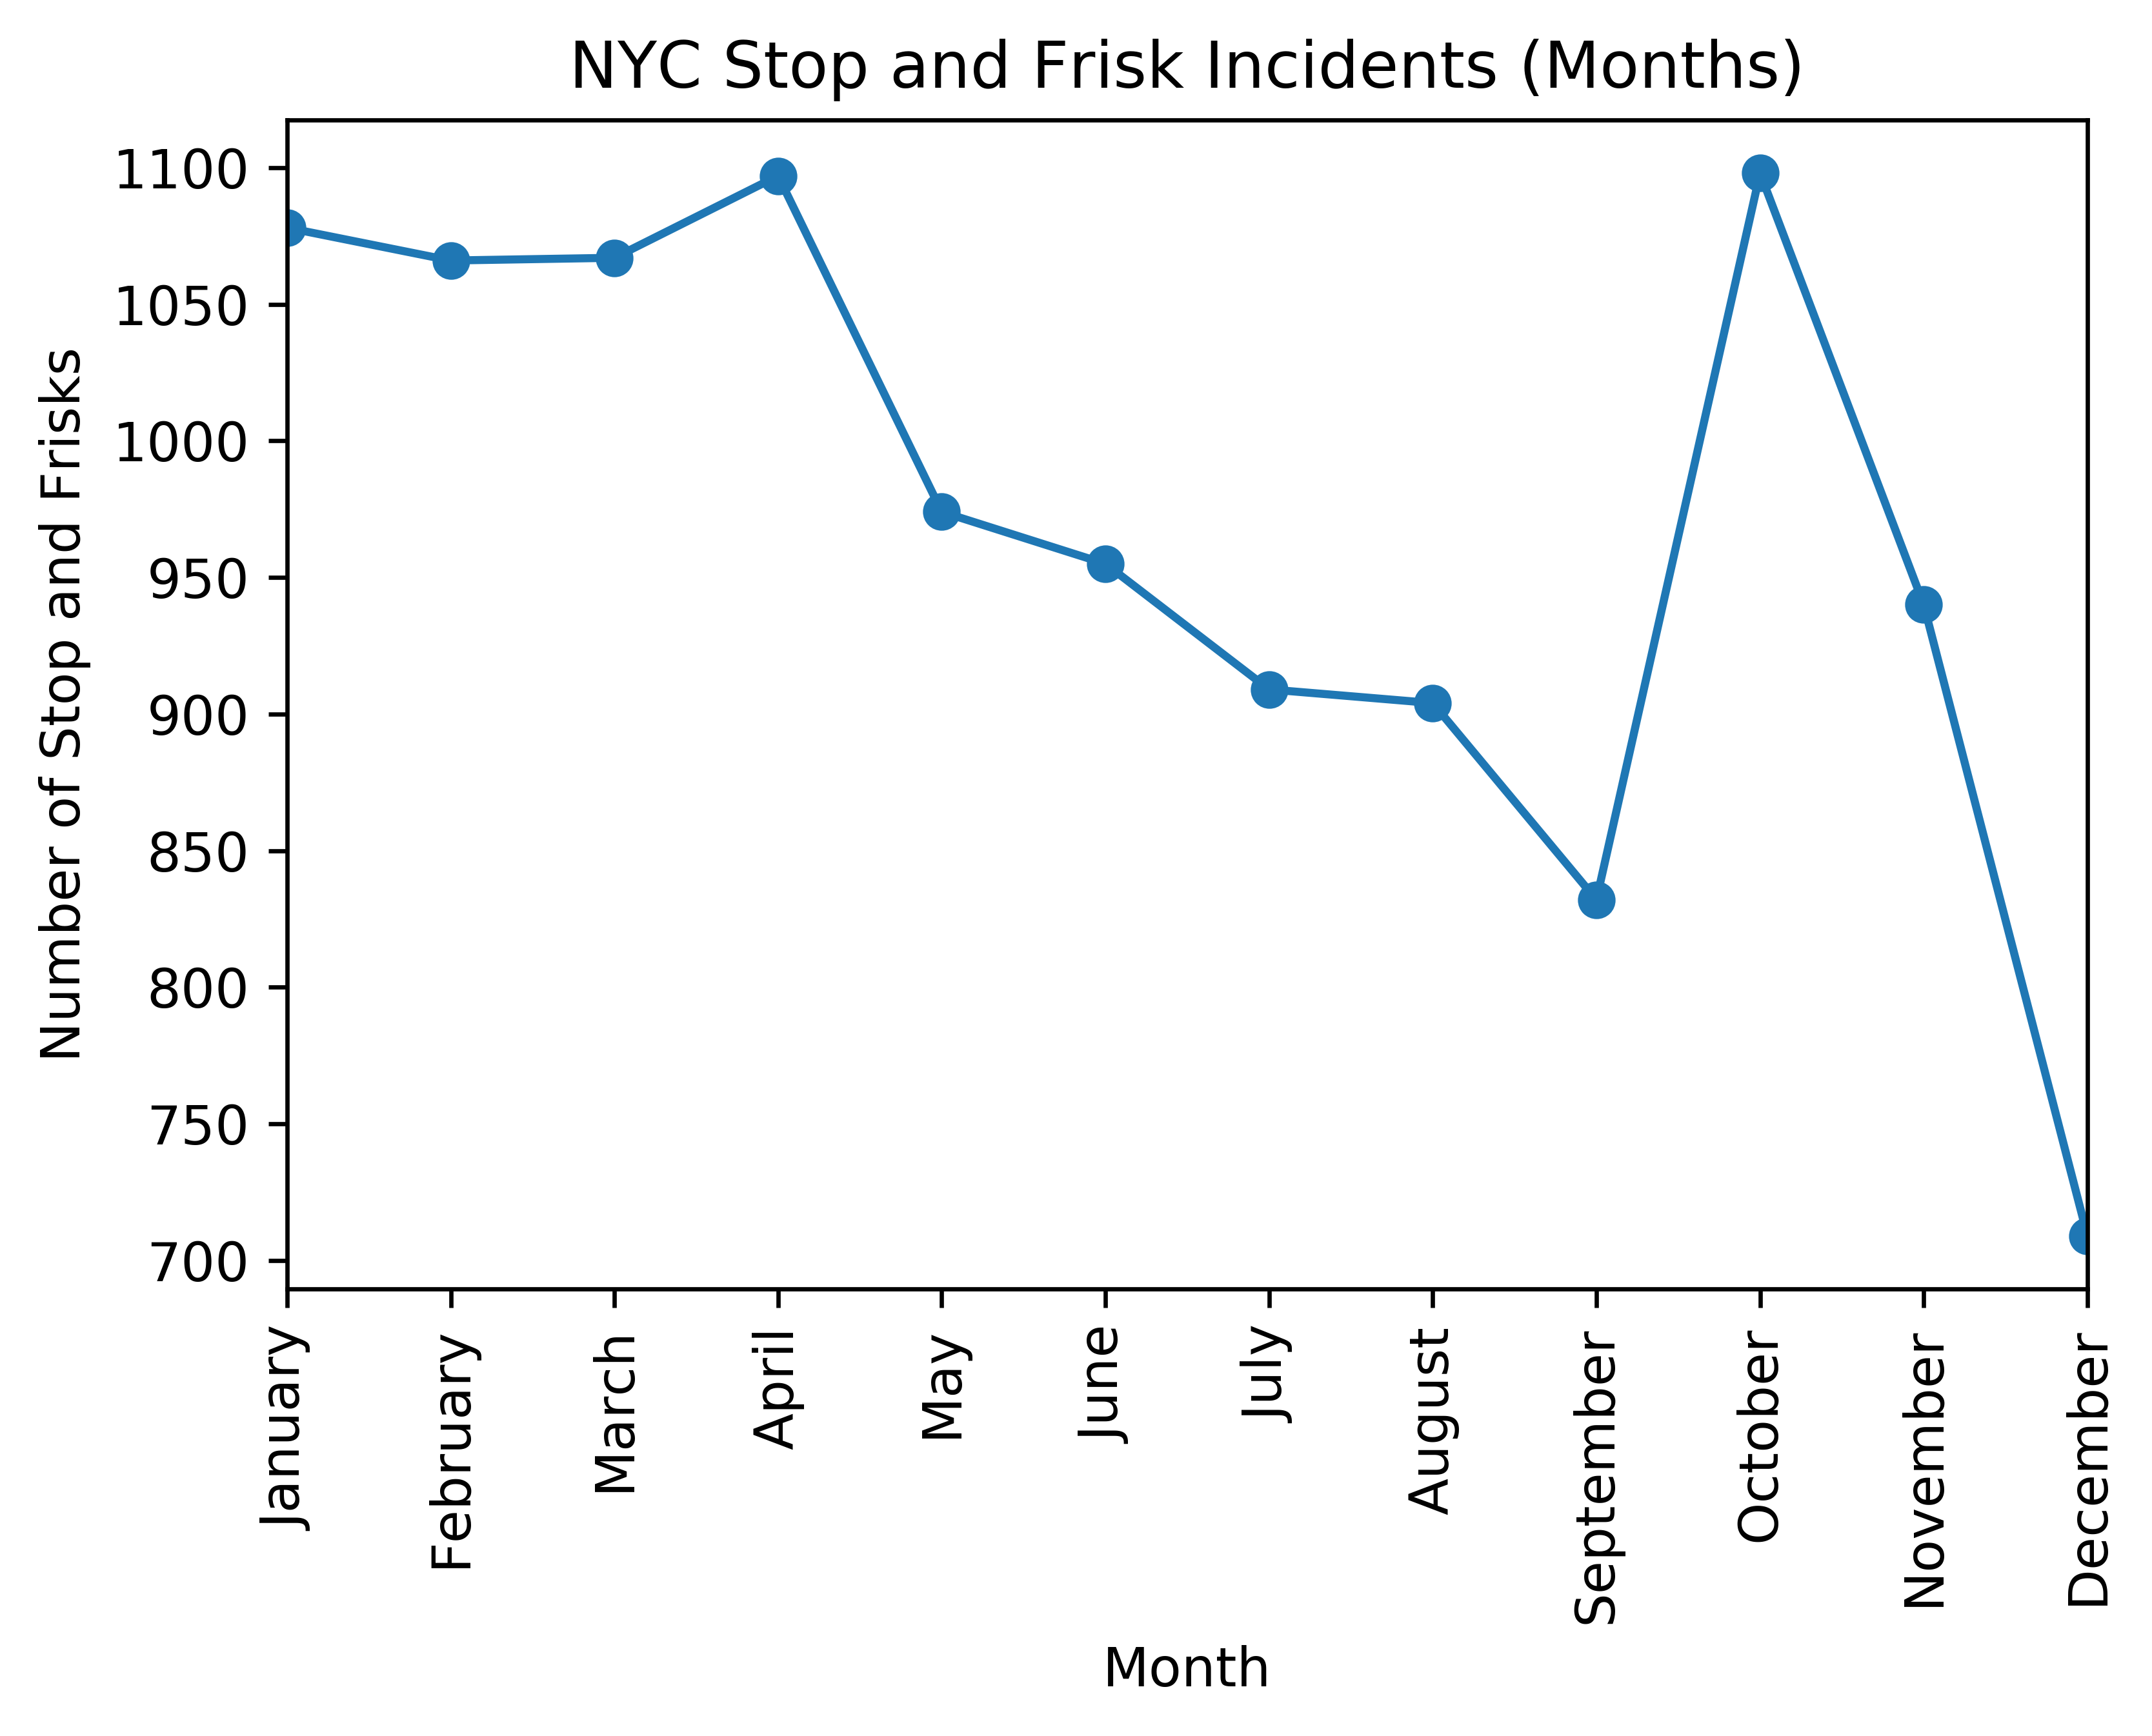 NYC Stop and Frisk Incidents (Months)
Number of Stop and Frisks
1100
1050
1000
950
900
850
800
750
700
January
February
March
April
May
June
July
August
September
October
November
December
Month